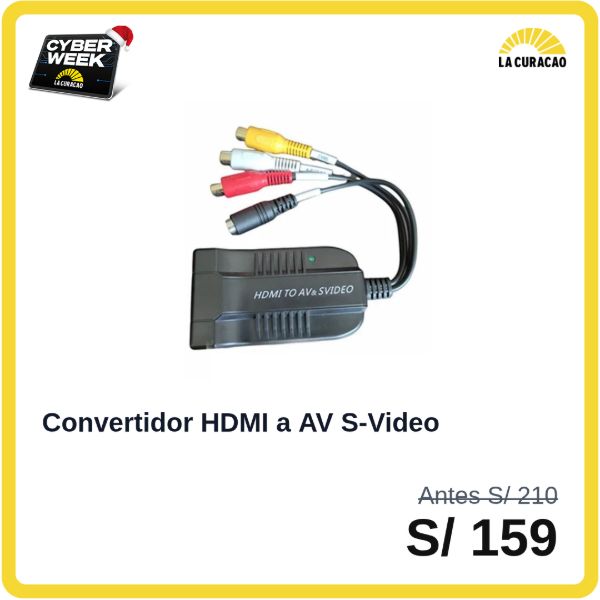 CYBER
WEEK
LA CURACAO
LA CURACAO
HDMI TO AV& SVIDEO
Convertidor HDMI a AV S-Video
Antes S/ 210
S/ 159